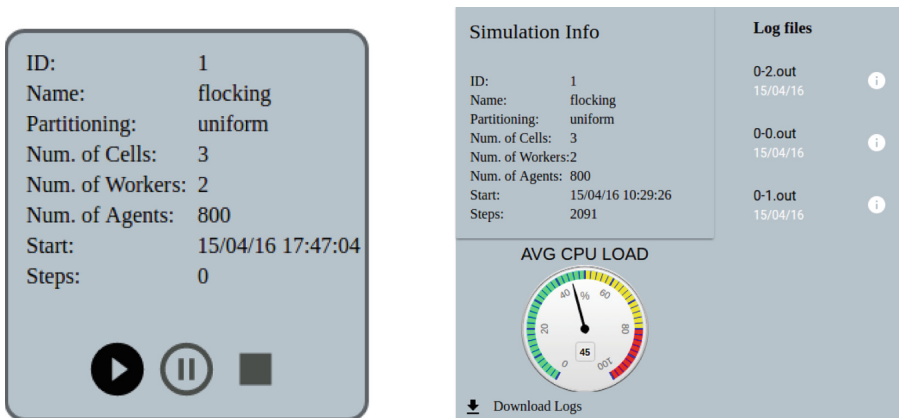 ID: 1
Name: flocking
Partitioning: uniform
Num. of Cells: 3
Num. of Workers: 2
Num. of Agents: 800
Start: 15/04/16 17:47:04
Steps: 0
Simulation Info
ID: 1
Name: flocking
Partitioning: uniform
Num. of Cells: 3
Num. of Workers:2
Num. of Agents: 800
Start: 15/04/16 10:29:26
Steps: 2091
Log files
0-2.out
15/04/16
0-0.out
15/04/16
0-1.out
15/04/16
AVG CPU LOAD
0
20
40
%
60
80
100
45
Download Logs